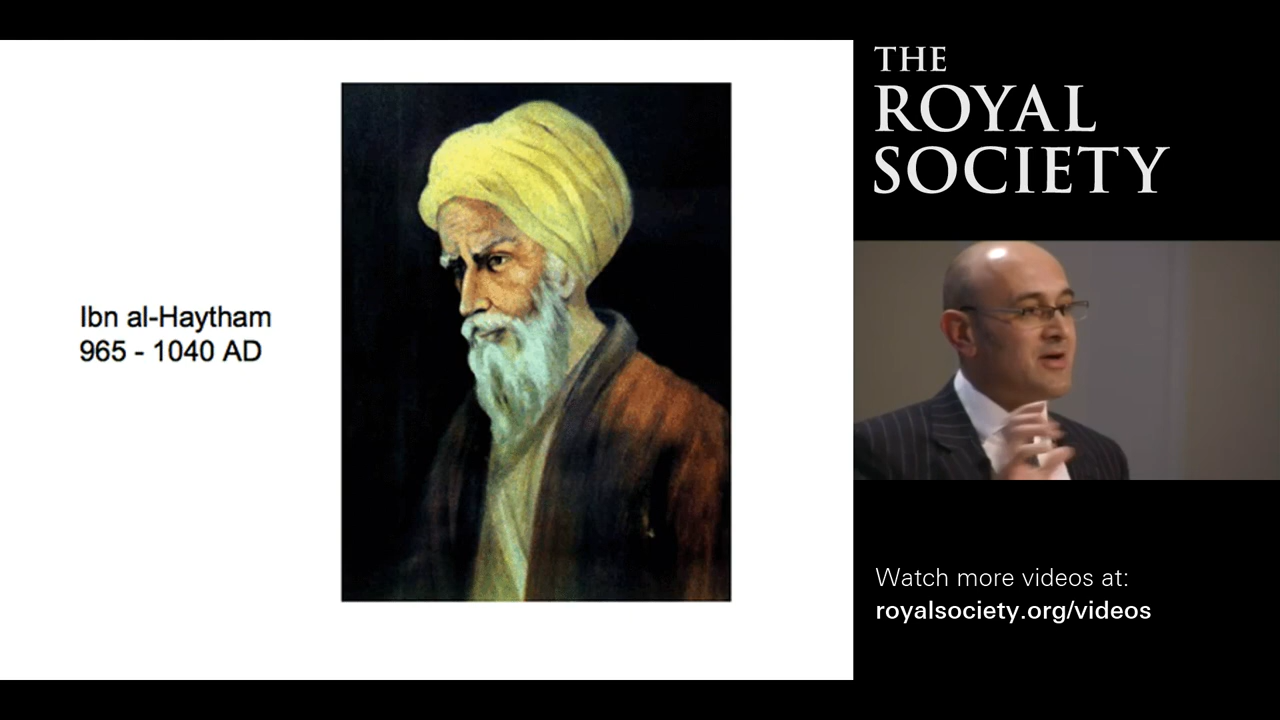 Ibn al-Haytham
965 - 1040 AD
THE
ROYAL
SOCIETY
Watch more videos at:
royalsociety.org/videos